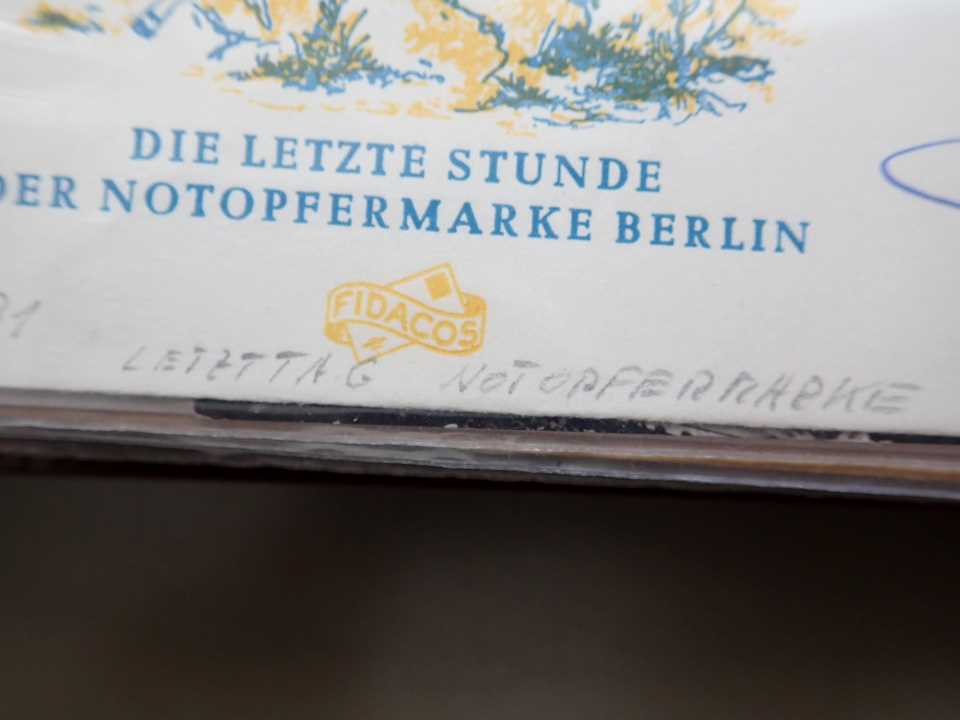 DIE LETZTE STUNDE
DER NOTOPFERMARKE BERLIN
FIDACOS
LETZTTAG NOTOPFERMARKE